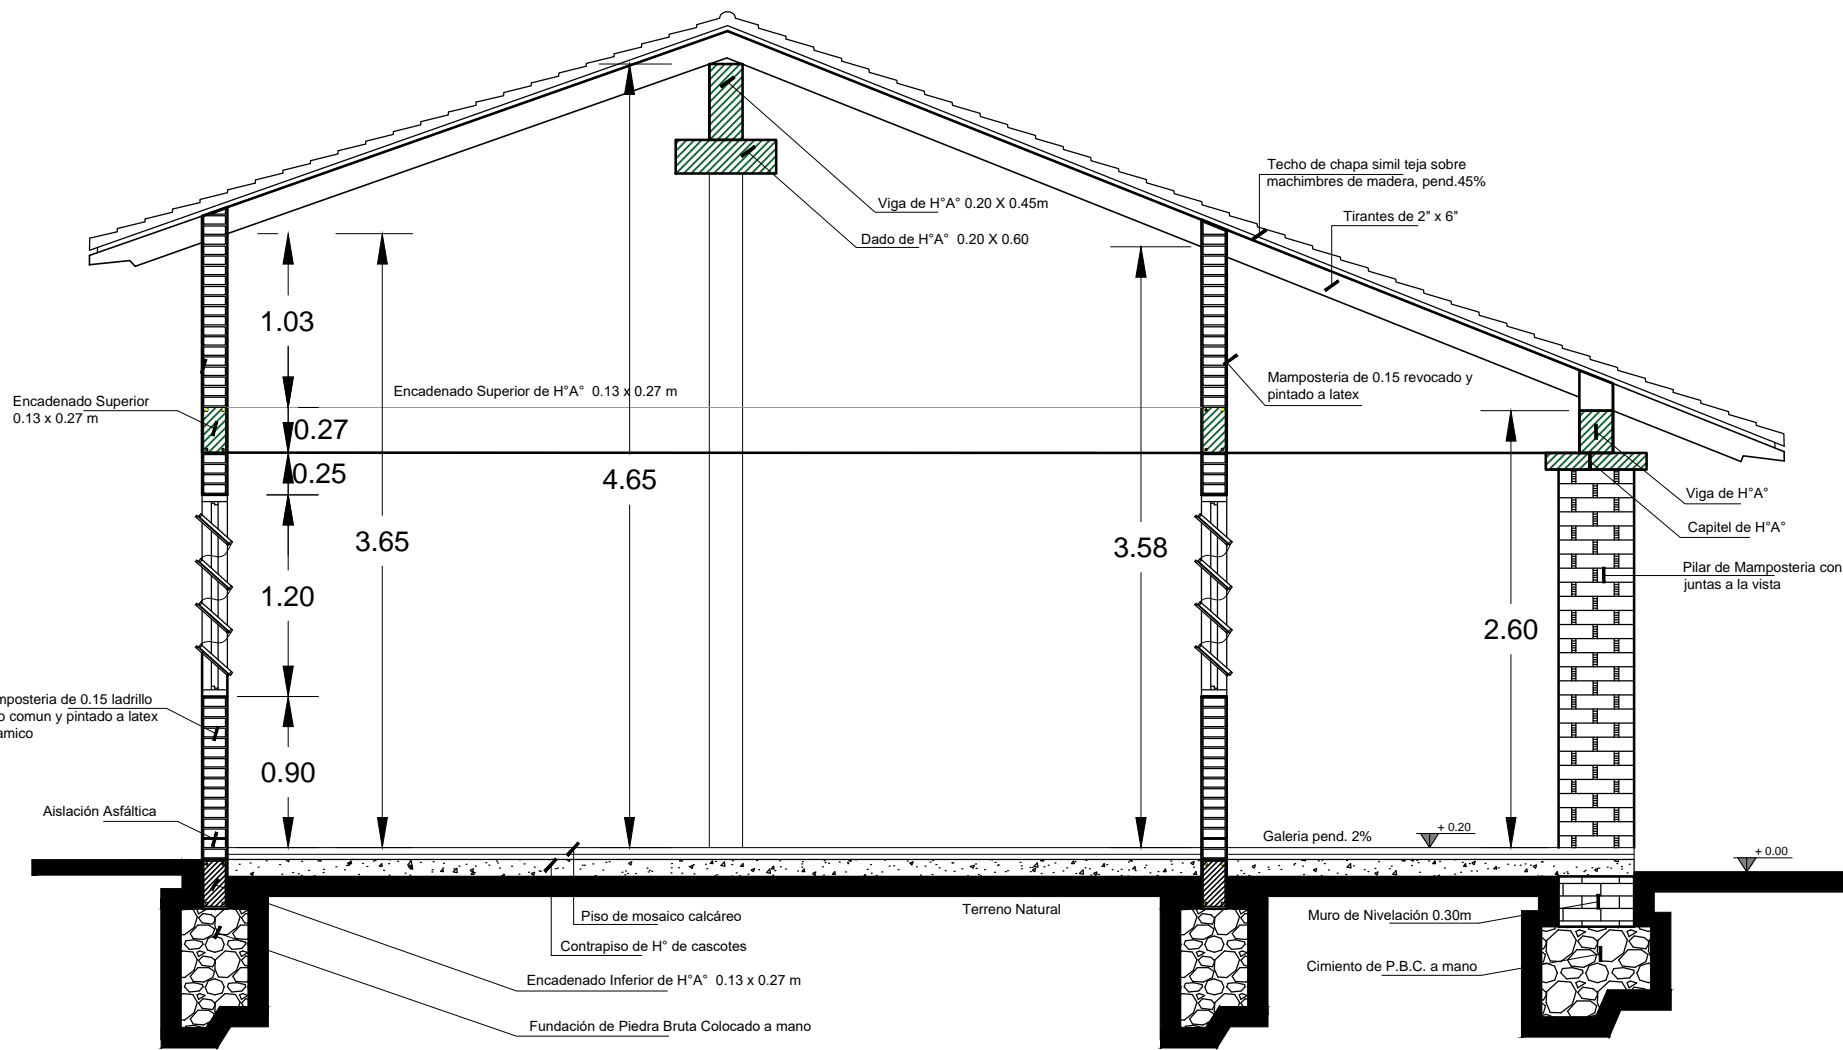 Techo de chapa simil teja sobre
machimbres de madera, pend.45%
Tirantes de 2" x 6"
Viga de H°A° 0.20 X 0.45m
Dado de H°A° 0.20 X 0.60
1.03
Encadenado Superior de H°A° 0.13 x 0.27 m
Encadenado Superior
0.13 x 0.27 m
Mamposteria de 0.15 revocado y
pintado a latex
0.27
0.25
4.65
3.65
3.58
1.20
2.60
Viga de H°A°
Capitel de H°A°
Pilar de Mamposteria con
juntas a la vista
mposteria de 0.15 ladrillo
o comun y pintado a latex
amico
0.90
Aislación Asfáltica
Galeria pend. 2%
+ 0.20
+ 0.00
Piso de mosaico calcáreo
Terreno Natural
Muro de Nivelación 0.30m
Contrapiso de H° de cascotes
Cimiento de P.B.C. a mano
Encadenado Inferior de H°A° 0.13 x 0.27 m
Fundación de Piedra Bruta Colocado a mano